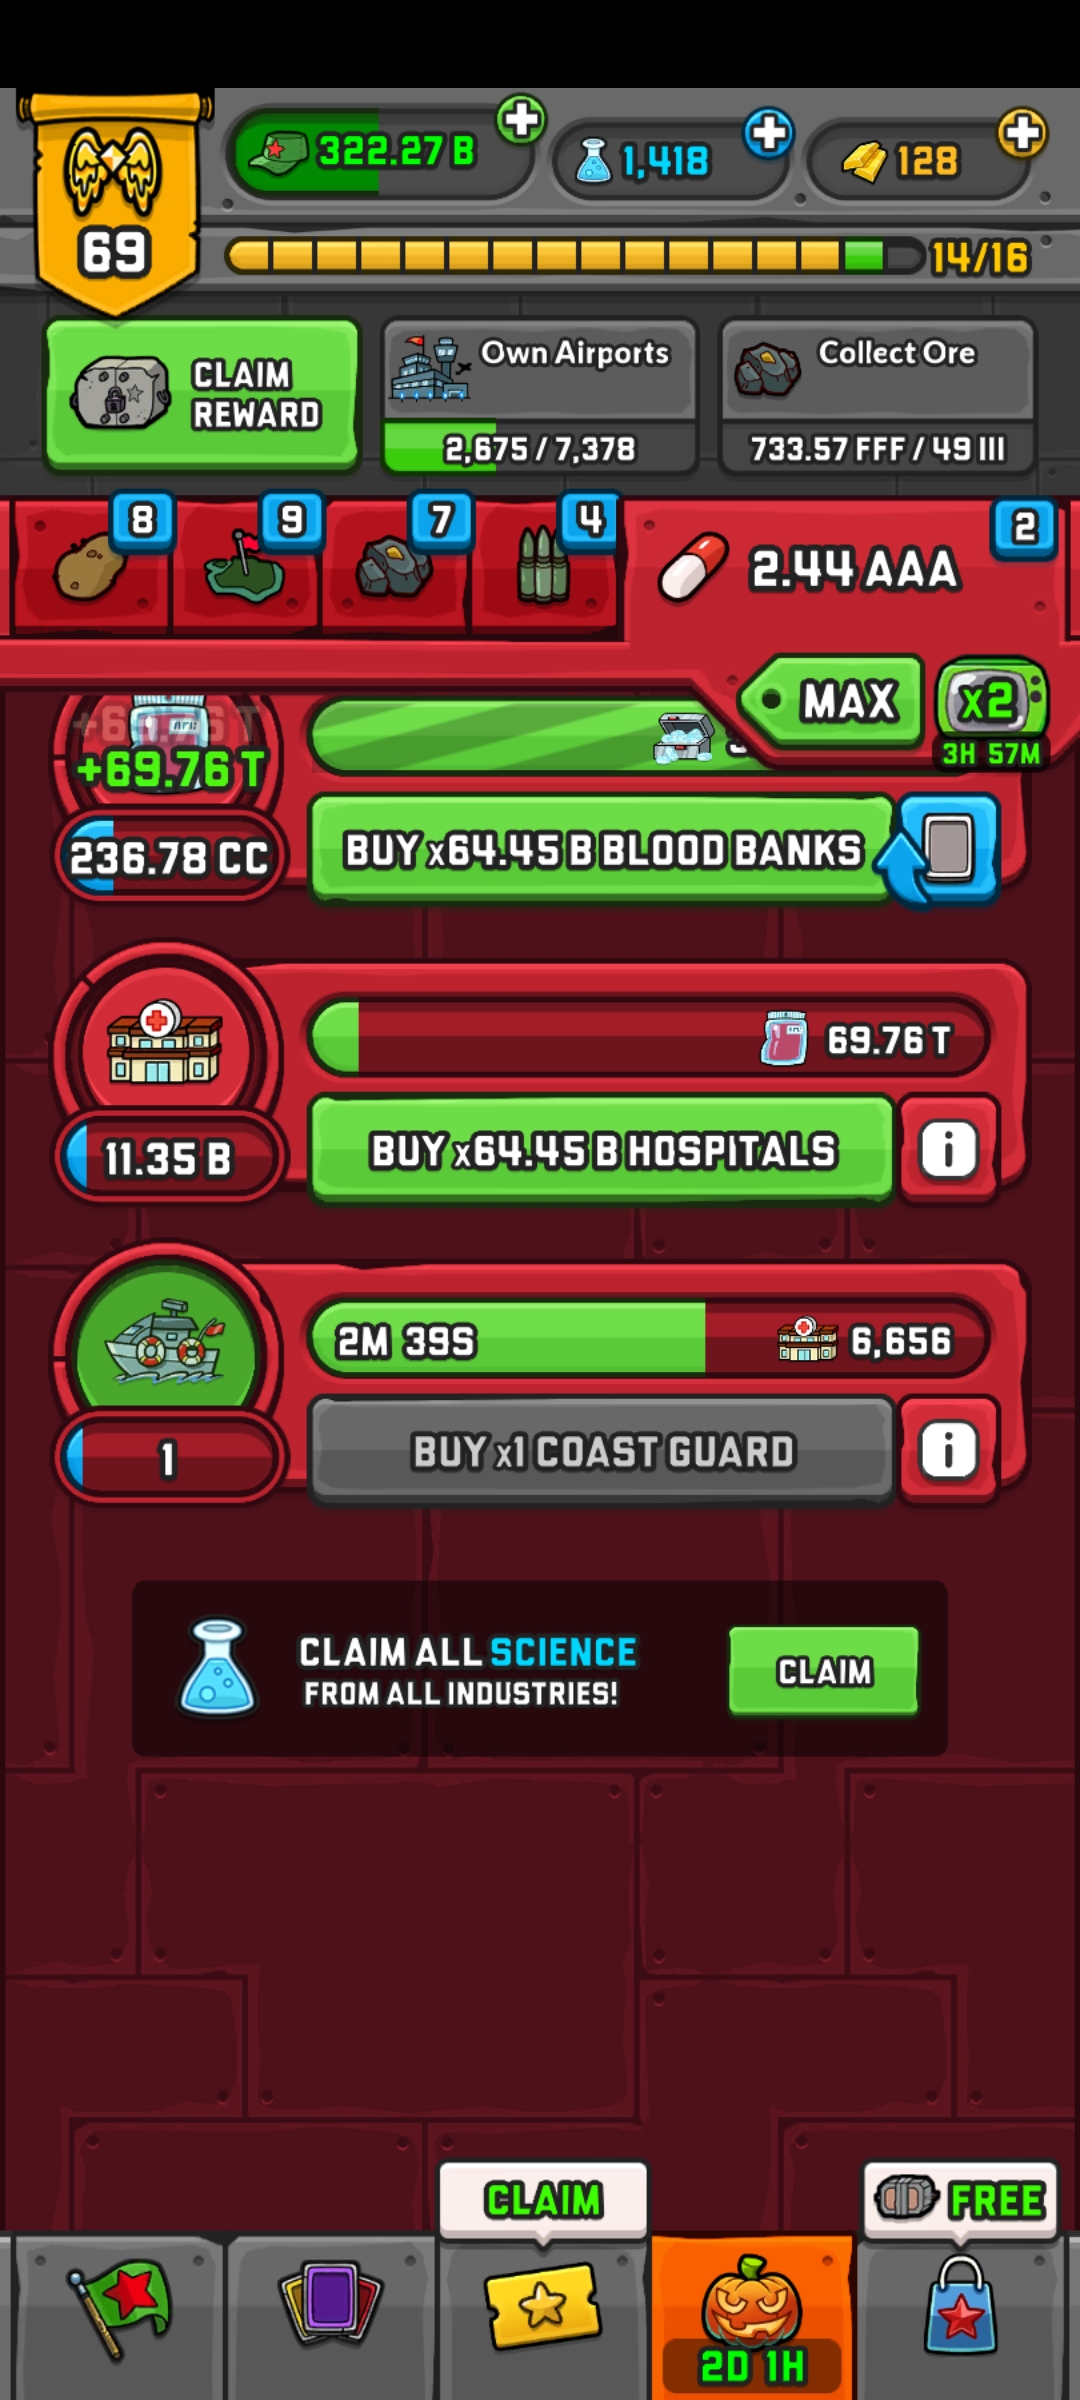 69
322.27 B
1,418
128
14/16
CLAIM
REWARD
Own Airports
2,675 / 7,378
Collect Ore
733.57 FFF / 49 III
8
9
7
4
2
2.44 AAA
MAX
x2
3H 57M
+69.76 T
236.78 CC
BUY x64.45 B BLOOD BANKS
69.76 T
11.35 B
BUY x64.45 B HOSPITALS
i
2M 39S
6,656
1
BUY x1 COAST GUARD
i
CLAIM ALL SCIENCE
FROM ALL INDUSTRIES!
CLAIM
CLAIM
FREE
2D 1H